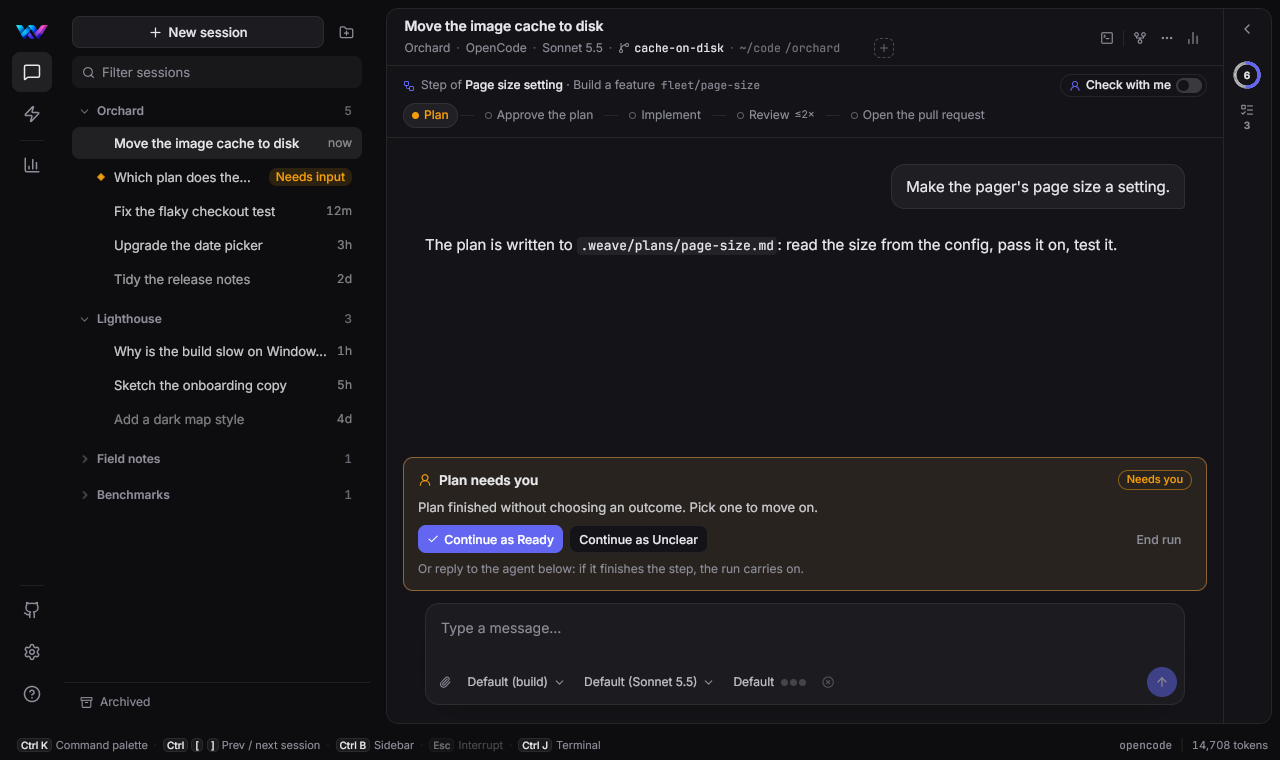 New session
Filter sessions
Orchard 5
Move the image cache to disk now
Which plan does the... Needs input
Fix the flaky checkout test 12m
Upgrade the date picker 3h
Tidy the release notes 2d
Lighthouse 3
Why is the build slow on Window... 1h
Sketch the onboarding copy 5h
Add a dark map style 4d
Field notes 1
Benchmarks 1
Archived
Move the image cache to disk
Orchard · OpenCode · Sonnet 5.5 · cache-on-disk · ~/code/orchard
Step of Page size setting · Build a feature fleet/page-size
Check with me
Plan Approve the plan Implement Review ≤2× Open the pull request
6
3
Make the pager's page size a setting.
The plan is written to .weave/plans/page-size.md: read the size from the config, pass it on, test it.
Plan needs you Needs you
Plan finished without choosing an outcome. Pick one to move on.
Continue as Ready Continue as Unclear End run
Or reply to the agent below: if it finishes the step, the run carries on.
Type a message...
Default (build) Default (Sonnet 5.5) Default
Ctrl K Command palette · Ctrl [ ] Prev / next session · Ctrl B Sidebar · Esc Interrupt · Ctrl J Terminal
opencode 14,708 tokens